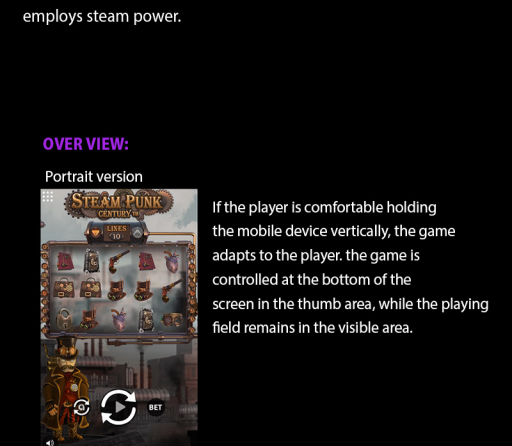 employs steam power.
OVER VIEW:
Portrait version
STEAM PUNK
CENTURY
LINES
10
BET
If the player is comfortable holding
the mobile device vertically, the game
adapts to the player. the game is
controlled at the bottom of the
screen in the thumb area, while the playing
field remains in the visible area.